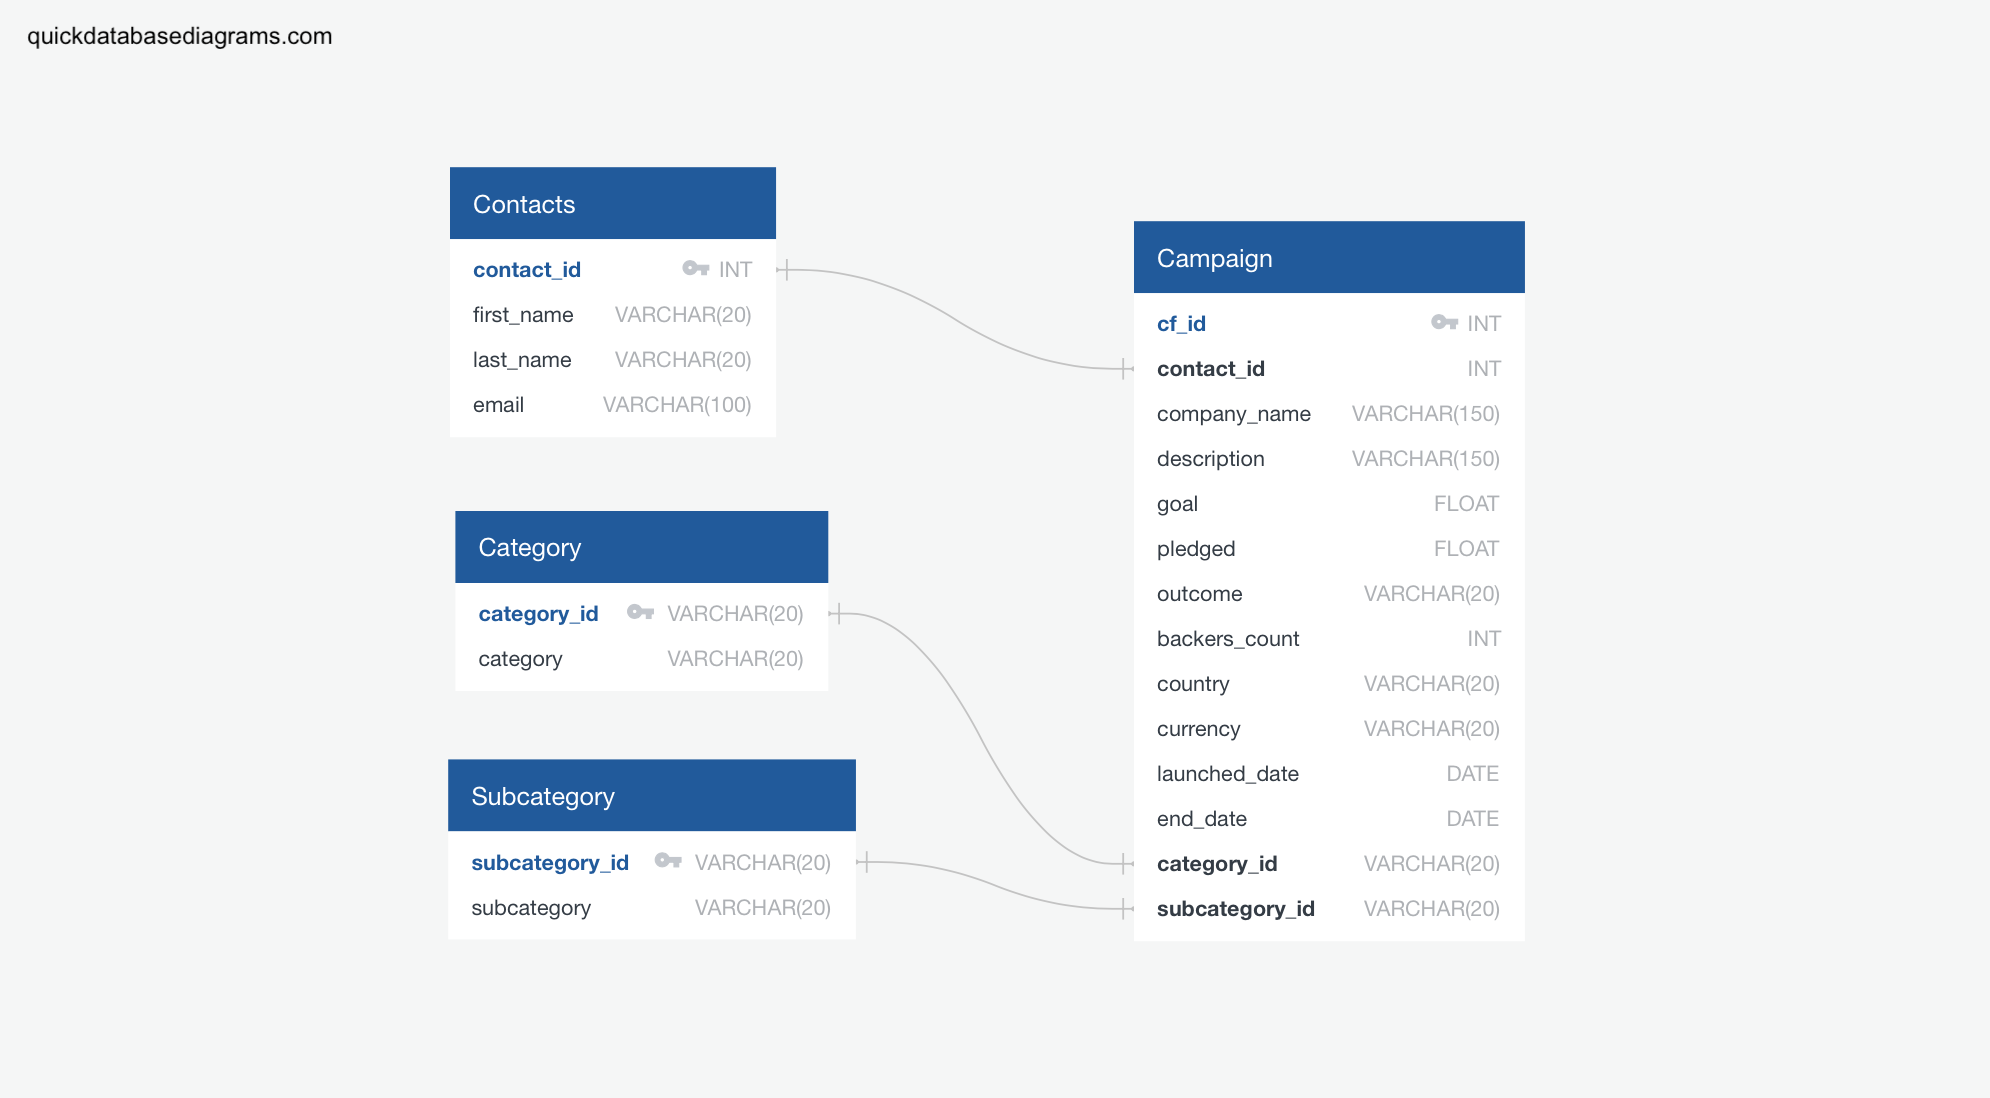 quickdatabasediagrams.com
Contacts
contact_id INT
first_name VARCHAR(20)
last_name VARCHAR(20)
email VARCHAR(100)
Category
category_id VARCHAR(20)
category VARCHAR(20)
Subcategory
subcategory_id VARCHAR(20)
subcategory VARCHAR(20)
Campaign
cf_id INT
contact_id INT
company_name VARCHAR(150)
description VARCHAR(150)
goal FLOAT
pledged FLOAT
outcome VARCHAR(20)
backers_count INT
country VARCHAR(20)
currency VARCHAR(20)
launched_date DATE
end_date DATE
category_id VARCHAR(20)
subcategory_id VARCHAR(20)